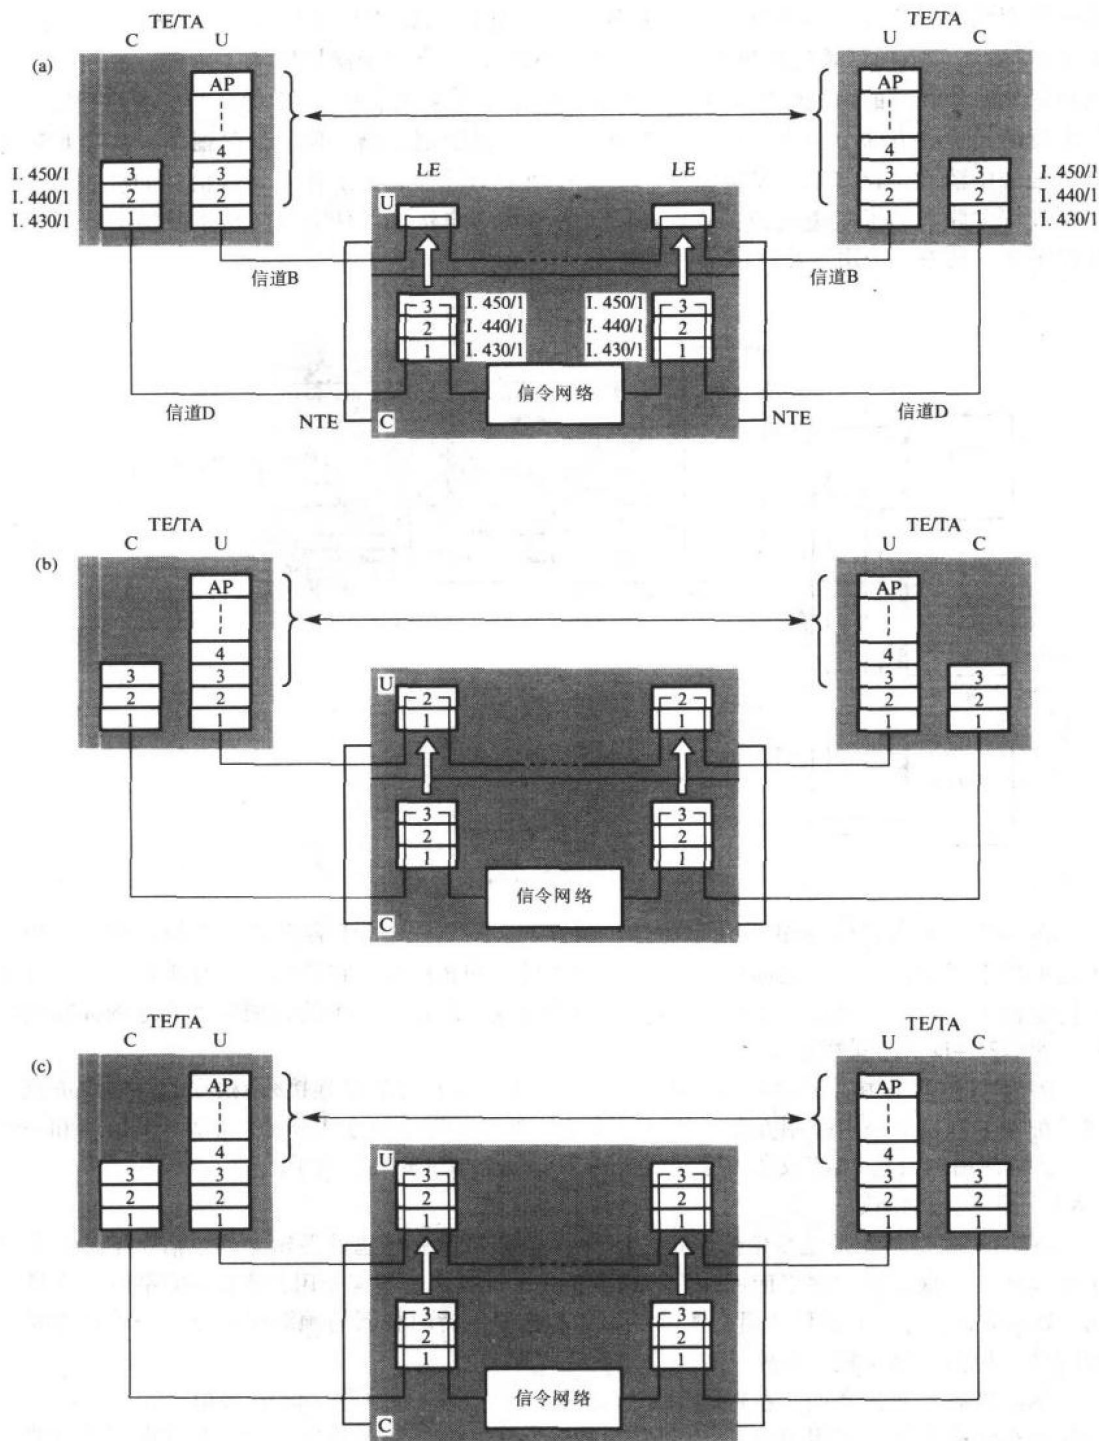 TE/TA
TE/TA
C U
U C
(a)
AP
AP
4
4
I. 450/1 3 3
3 3 I. 450/1
I. 440/1 2 2
2 2 I. 440/1
I. 430/1 1 1
1 1 I. 430/1
LE
LE
U
信道B
信道B
3 I. 450/1
I. 450/1 3
2 I. 440/1
I. 440/1 2
1 I. 430/1
I. 430/1 1
信令网络
信道D
信道D
NTE
C
NTE
TE/TA
TE/TA
C U
U C
(b)
AP
AP
4
4
3 3
3 3
2 2
2 2
1 1
1 1
U
2
2
1
1
3
3
2
2
1
1
信令网络
C
TE/TA
TE/TA
C U
U C
(c)
AP
AP
4
4
3 3
3 3
2 2
2 2
1 1
1 1
U
3
3
2
2
1
1
3
3
2
2
1
1
信令网络
C